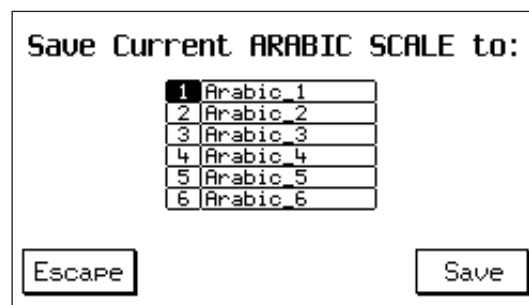 Save Current ARABIC SCALE to:
1 Arabic_1
2 Arabic_2
3 Arabic_3
4 Arabic_4
5 Arabic_5
6 Arabic_6
Escape Save